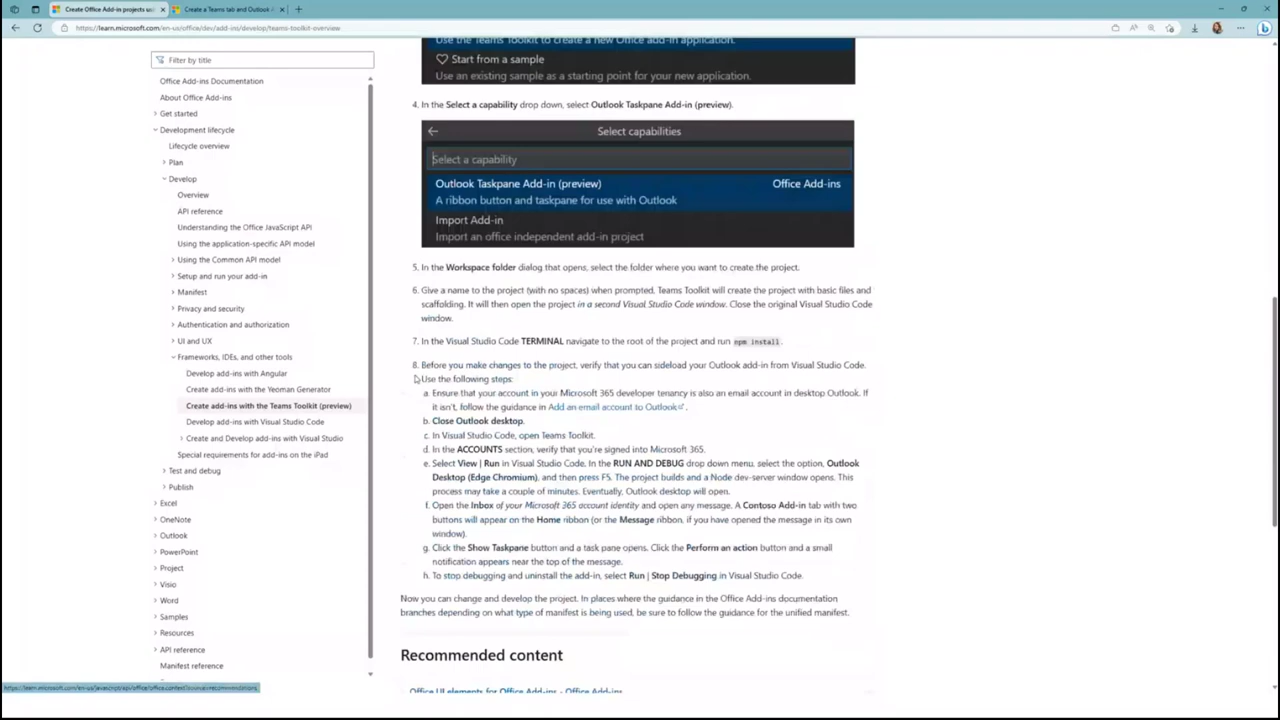 Create Office Add-in projects us
Create a Teams tab and Outlook A
https://learn.microsoft.com/en-us/office/dev/add-ins/develop/teams-toolkit-overview
Filter by title
Office Add-ins Documentation
About Office Add-ins
Get started
Development lifecycle
Lifecycle overview
Plan
Develop
Overview
API reference
Understanding the Office JavaScript API
Using the application-specific API model
Using the Common API model
Setup and run your add-in
Manifest
Privacy and security
Authentication and authorization
UI and UX
Frameworks, IDEs, and other tools
Develop add-ins with Angular
Create add-ins with the Yeoman Generator
Create add-ins with the Teams Toolkit (preview)
Develop add-ins with Visual Studio Code
Create and Develop add-ins with Visual Studio
Special requirements for add-ins on the iPad
Test and debug
Publish
Excel
OneNote
Outlook
PowerPoint
Project
Visio
Word
Samples
Resources
API reference
Manifest reference
Use the Teams Toolkit to create a new Office add-in application.
Start from a sample
Use an existing sample as a starting point for your new application.
4. In the Select a capability drop down, select Outlook Taskpane Add-in (preview).
Select capabilities
Select a capability
Outlook Taskpane Add-in (preview) Office Add-ins
A ribbon button and taskpane for use with Outlook
Import Add-in
Import an office independent add-in project
5. In the Workspace folder dialog that opens, select the folder where you want to create the project.
6. Give a name to the project (with no spaces) when prompted, Teams Toolkit will create the project with basic files and
scaffolding. It will then open the project in a second Visual Studio Code window. Close the original Visual Studio Code
window.
7. In the Visual Studio Code TERMINAL navigate to the root of the project and run npm install.
8. Before you make changes to the project, verify that you can sideload your Outlook add-in from Visual Studio Code.
Use the following steps:
a. Ensure that your account in your Microsoft 365 developer tenancy is also an email account in desktop Outlook. If
it isn't, follow the guidance in Add an email account to Outlook.
b. Close Outlook desktop.
c. In Visual Studio Code, open Teams Toolkit.
d. In the ACCOUNTS section, verify that you're signed into Microsoft 365.
e. Select View | Run in Visual Studio Code. In the RUN AND DEBUG drop down menu, select the option, Outlook
Desktop (Edge Chromium), and then press F5. The project builds and a Node dev-server window opens. This
process may take a couple of minutes. Eventually, Outlook desktop will open.
f. Open the Inbox of your Microsoft 365 account identity and open any message. A Contoso Add-in tab with two
buttons will appear on the Home ribbon (or the Message ribbon, if you have opened the message in its own
window).
g. Click the Show Taskpane button and a task pane opens. Click the Perform an action button and a small
notification appears near the top of the message.
h. To stop debugging and uninstall the add-in, select Run | Stop Debugging in Visual Studio Code.
Now you can change and develop the project. In places where the guidance in the Office Add-ins documentation
branches depending on what type of manifest is being used, be sure to follow the guidance for the unified manifest.
Recommended content
Office UI elements for Office Add-ins - Office Add-ins